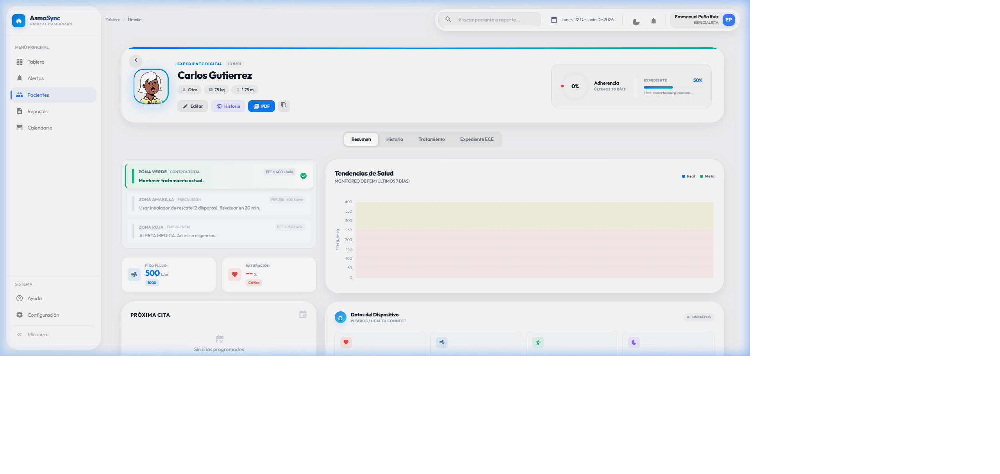 AsmaSync
MEDICAL DASHBOARD
Tablero / Detalle
Buscar paciente o reporte...
Lunes, 22 De Junio De 2026
Emmanuel Peña Ruiz
ESPECIALISTA
EP
MENÚ PRINCIPAL
Tablero
Alertas
Pacientes
Reportes
Calendario
SISTEMA
Ayuda
Configuración
Minimizar
EXPEDIENTE DIGITAL ID #201
Carlos Gutierrez
Otro 75 kg 1.75 m
BAJO
Editar Historia PDF
0%
Adherencia
ÚLTIMOS 30 DÍAS
EXPEDIENTE 50%
Falta: contacto emerg., vacunas...
Resumen Historia Tratamiento Expediente ECE
ZONA VERDE CONTROL TOTAL PEF > 400 L/min
Mantener tratamiento actual.
ZONA AMARILLA PRECAUCIÓN PEF 250–400 L/min
Usar inhalador de rescate (2 disparos). Revaluar en 20 min.
ZONA ROJA EMERGENCIA PEF < 250 L/min
ALERTA MÉDICA. Acudir a urgencias.
PICO FLUJO
500 L/m
100%
SATURACIÓN
-- %
Crítico
PRÓXIMA CITA
Sin citas programadas
Tendencias de Salud
MONITOREO DE FEM (ÚLTIMOS 7 DÍAS)
Real Meta
FEM (L/min)
400
350
300
250
200
150
100
50
0
Datos del Dispositivo
WEAROS / HEALTH CONNECT
SIN DATOS